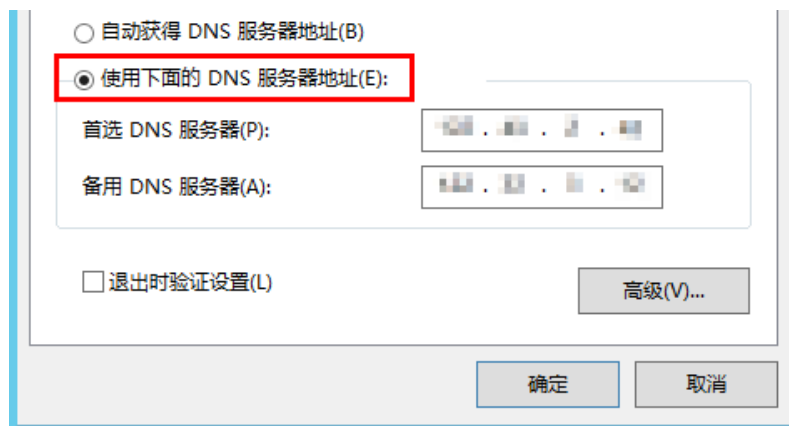 自动获得 DNS 服务器地址(B)
使用下面的 DNS 服务器地址(E):
首选 DNS 服务器(P):
备用 DNS 服务器(A):
退出时验证设置(L)
高级(V)...
确定
取消